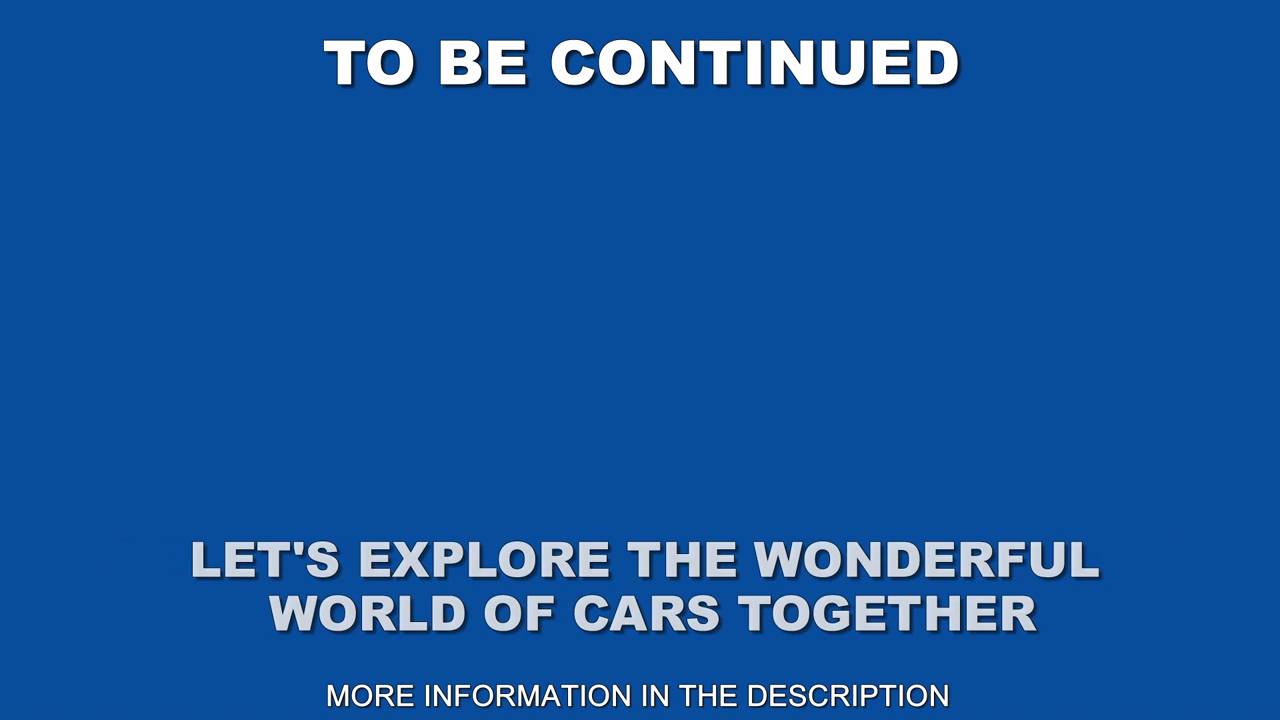 TO BE CONTINUED
LET'S EXPLORE THE WONDERFUL
WORLD OF CARS TOGETHER
MORE INFORMATION IN THE DESCRIPTION